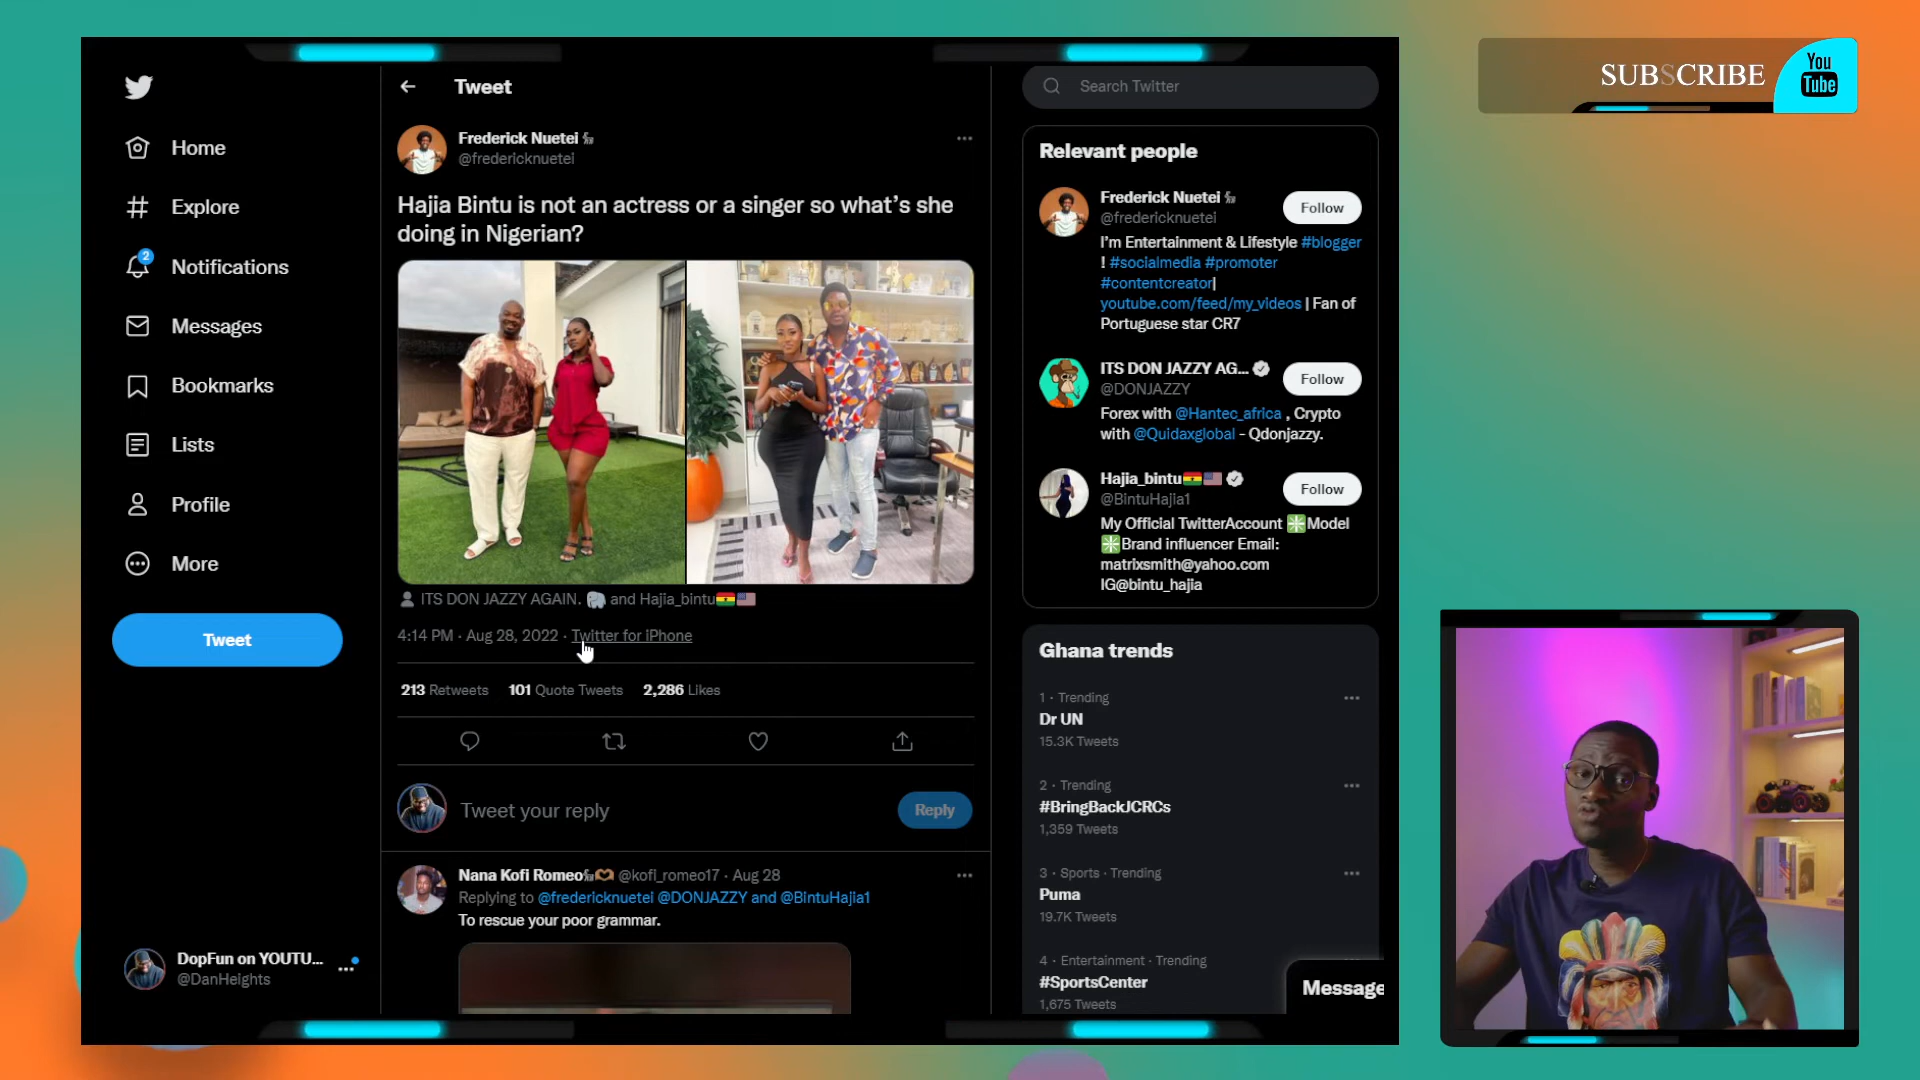 SUBSCRIBE
You
Tube
Home
Explore
2
Notifications
Messages
Bookmarks
Lists
Profile
More
Tweet
DopFun on YOUTU...
@DanHeights
Tweet
Frederick Nuetei
@fredericknuetei
Hajia Bintu is not an actress or a singer so what's she
doing in Nigerian?
ITS DON JAZZY AGAIN. 🐘 and Hajia_bintu🇬🇭🇺🇸
4:14 PM · Aug 28, 2022 · Twitter for iPhone
213 Retweets 101 Quote Tweets 2,286 Likes
Tweet your reply
Reply
Nana Kofi Romeo @kofi_romeo17 · Aug 28
Replying to @fredericknuetei @DONJAZZY and @BintuHajia1
To rescue your poor grammar.
Search Twitter
Relevant people
Frederick Nuetei
@fredericknuetei
Follow
I'm Entertainment & Lifestyle #blogger
! #socialmedia #promoter
#contentcreator|
youtube.com/feed/my_videos | Fan of
Portuguese star CR7
ITS DON JAZZY AG...
@DONJAZZY
Follow
Forex with @Hantec_africa , Crypto
with @Quidaxglobal - Qdonjazzy.
Hajia_bintu🇬🇭🇺🇸
@BintuHajia1
Follow
My Official TwitterAccount ❇️Model
❇️Brand influencer Email:
matrixsmith@yahoo.com
IG@bintu_hajia
Ghana trends
1 · Trending
Dr UN
15.3K Tweets
2 · Trending
#BringBackJCRCs
1,359 Tweets
3 · Sports · Trending
Puma
19.7K Tweets
4 · Entertainment · Trending
#SportsCenter
1,675 Tweets
Message